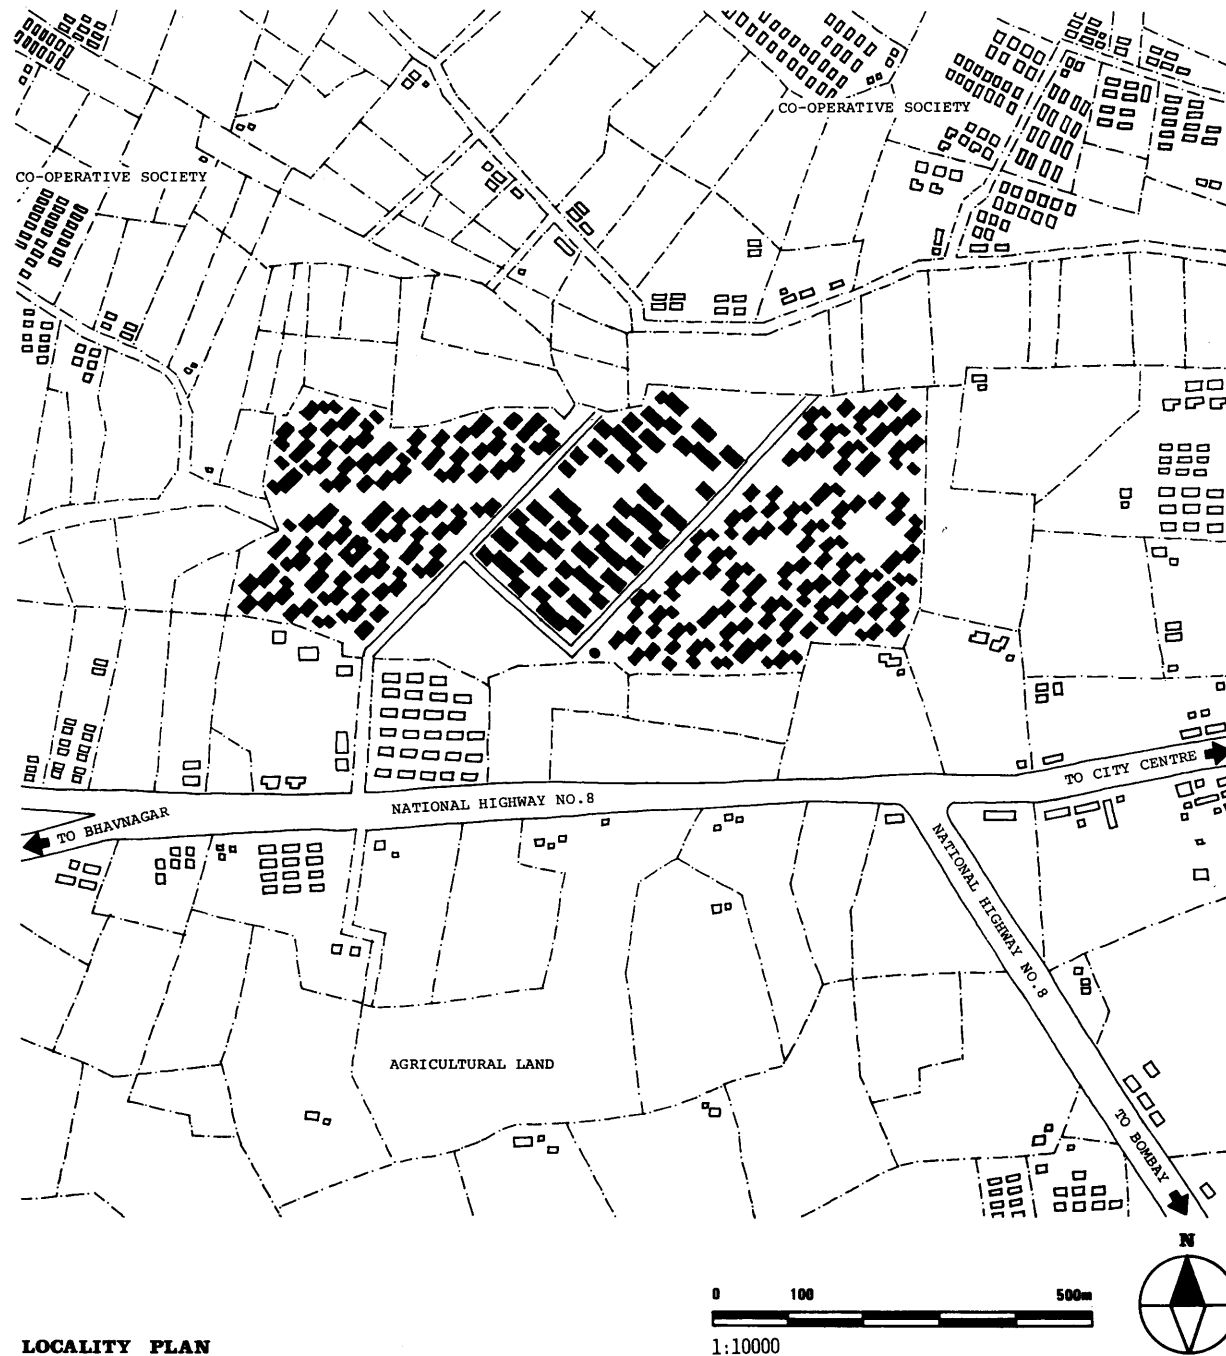 CO-OPERATIVE SOCIETY
CO-OPERATIVE SOCIETY
TO CITY CENTRE
NATIONAL HIGHWAY NO.8
TO BHAVNAGAR
NATIONAL HIGHWAY NO.8
AGRICULTURAL LAND
TO BOMBAY
N
0 100 500m
1:10000
LOCALITY PLAN